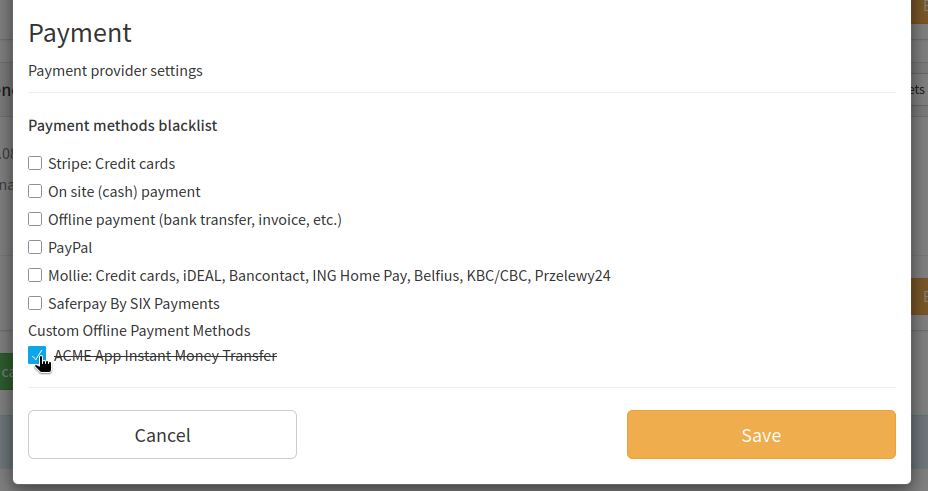 Payment
Payment provider settings
Payment methods blacklist
Stripe: Credit cards
On site (cash) payment
Offline payment (bank transfer, invoice, etc.)
PayPal
Mollie: Credit cards, iDEAL, Bancontact, ING Home Pay, Belfius, KBC/CBC, Przelewy24
Saferpay By SIX Payments
Custom Offline Payment Methods
ACME App Instant Money Transfer
Cancel
Save